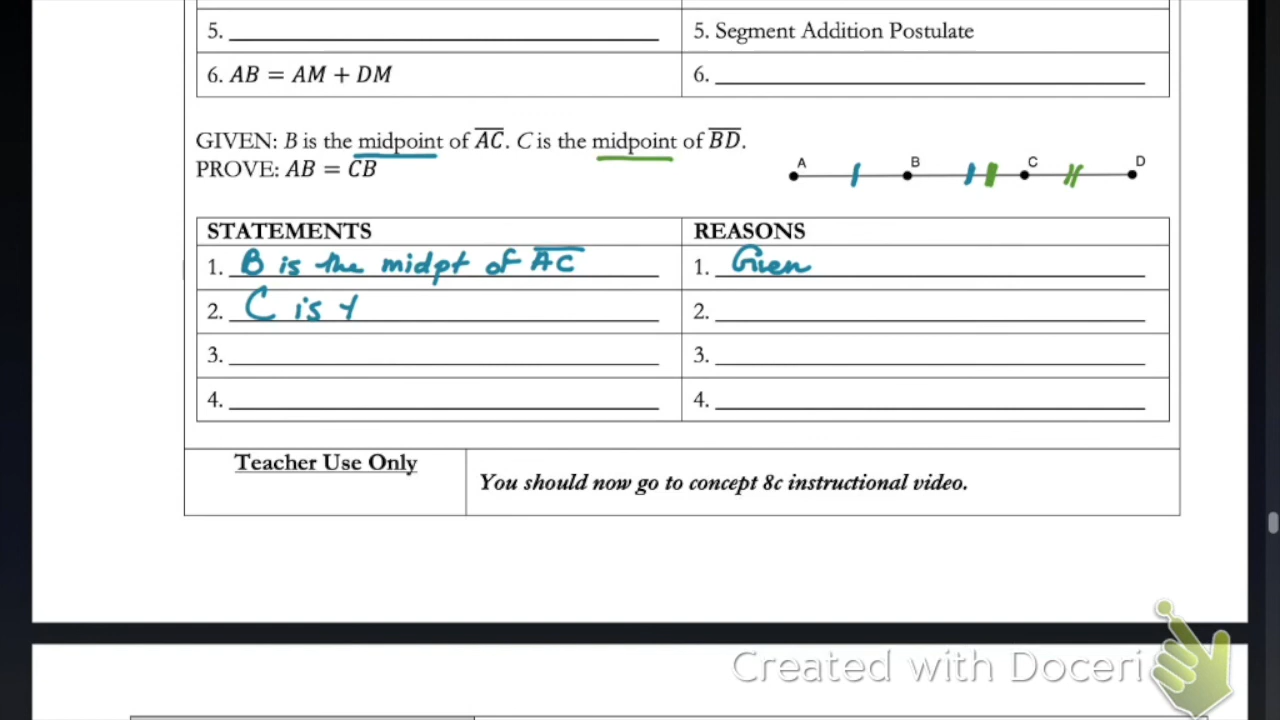 5. 5. Segment Addition Postulate
6. AB = AM + DM 6.
GIVEN: B is the midpoint of AC. C is the midpoint of BD.
PROVE: AB = CB
A B C D
STATEMENTS REASONS
1. B is the midpt of AC 1. Given
2. C is 2.
3. 3.
4. 4.
Teacher Use Only
You should now go to concept 8c instructional video.
Created with Doceri